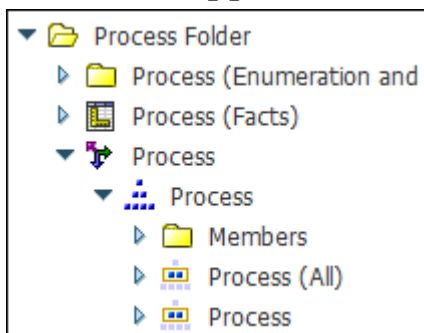 Process Folder
Process (Enumeration and
Process (Facts)
Process
Process
Members
Process (All)
Process